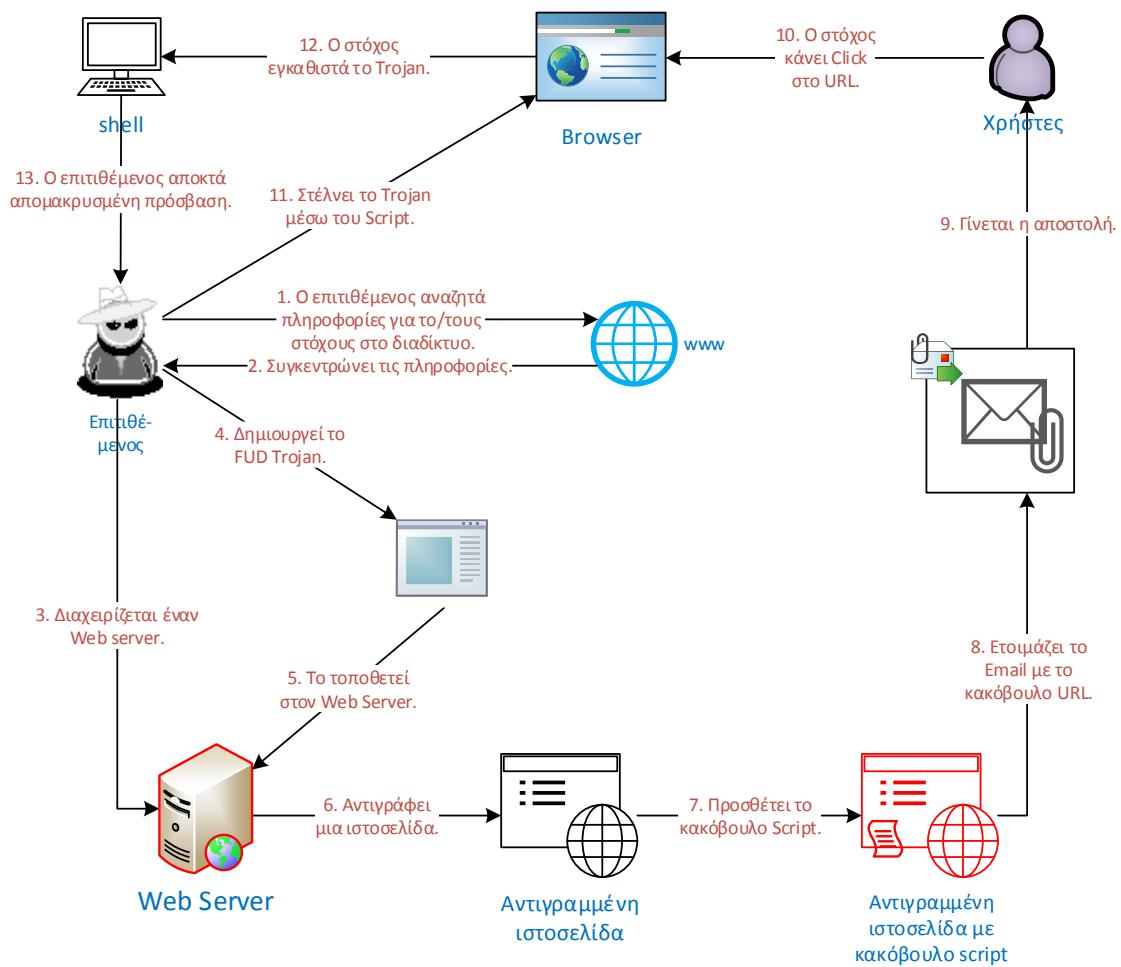 12. Ο στόχος
εγκαθιστά το Trojan.
10. Ο στόχος
κάνει Click
στο URL.
shell
Browser
Χρήστες
13. Ο επιτιθέμενος αποκτά
απομακρυσμένη πρόσβαση.
11. Στέλνει το Trojan
μέσω του Script.
9. Γίνεται η αποστολή.
1. Ο επιτιθέμενος αναζητά
πληροφορίες για το/τους
στόχους στο διαδίκτυο.
2. Συγκεντρώνει τις πληροφορίες.
www
Επιτιθέ-
μενος
4. Δημιουργεί το
FUD Trojan.
3. Διαχειρίζεται έναν
Web server.
5. Το τοποθετεί
στον Web Server.
8. Ετοιμάζει το
Email με το
κακόβουλο URL.
6. Αντιγράφει
μια ιστοσελίδα.
7. Προσθέτει το
κακόβουλο Script.
Web Server
Αντιγραμμένη
ιστοσελίδα
Αντιγραμμένη
ιστοσελίδα με
κακόβουλο script